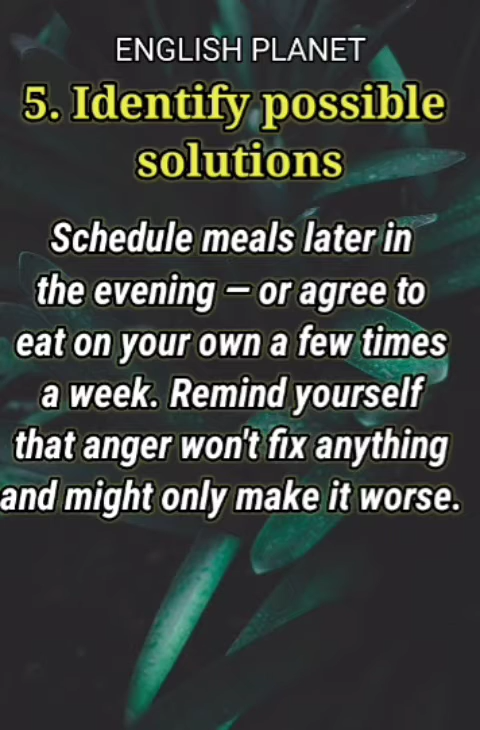 ENGLISH PLANET
5. Identify possible
solutions
Schedule meals later in
the evening – or agree to
eat on your own a few times
a week. Remind yourself
that anger won't fix anything
and might only make it worse.